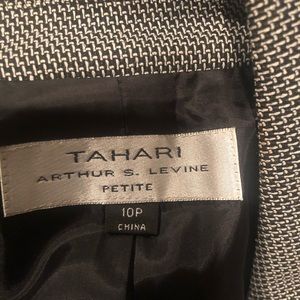 TAHARI
ARTHUR S. LEVINE
PETITE
10P
CHINA